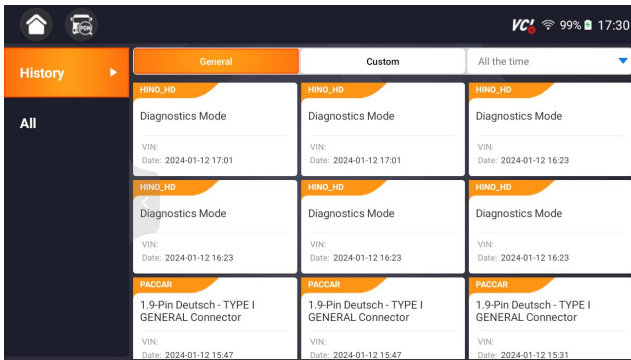 PGN
VCI 99% 17:30
History
General
Custom
All the time
All
HINO_HD
Diagnostics Mode
VIN:
Date: 2024-01-12 17:01
HINO_HD
Diagnostics Mode
VIN:
Date: 2024-01-12 17:01
HINO_HD
Diagnostics Mode
VIN:
Date: 2024-01-12 16:23
HINO_HD
Diagnostics Mode
VIN:
Date: 2024-01-12 16:23
HINO_HD
Diagnostics Mode
VIN:
Date: 2024-01-12 16:23
HINO_HD
Diagnostics Mode
VIN:
Date: 2024-01-12 16:23
PACCAR
1.9-Pin Deutsch - TYPE I
GENERAL Connector
VIN:
Date: 2024-01-12 15:47
PACCAR
1.9-Pin Deutsch - TYPE I
GENERAL Connector
VIN:
Date: 2024-01-12 15:47
PACCAR
1.9-Pin Deutsch - TYPE I
GENERAL Connector
VIN:
Date: 2024-01-12 15:31